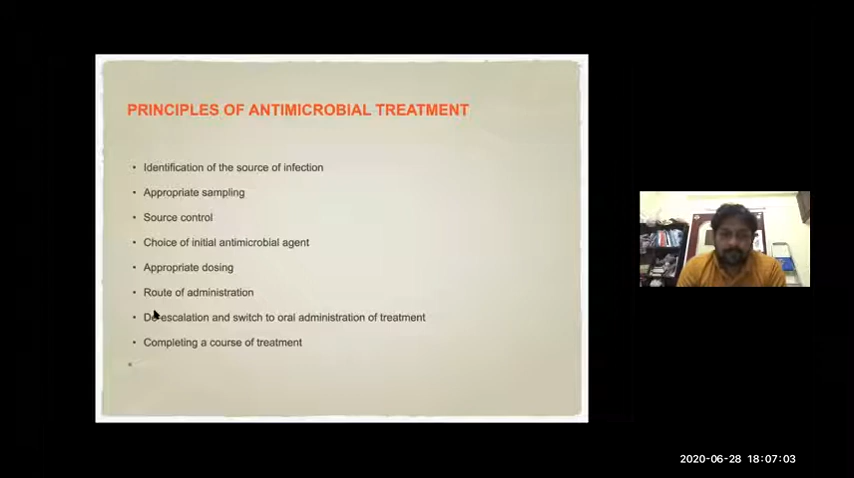 PRINCIPLES OF ANTIMICROBIAL TREATMENT
• Identification of the source of infection
• Appropriate sampling
• Source control
• Choice of initial antimicrobial agent
• Appropriate dosing
• Route of administration
• De-escalation and switch to oral administration of treatment
• Completing a course of treatment
2020-06-28 18:07:03